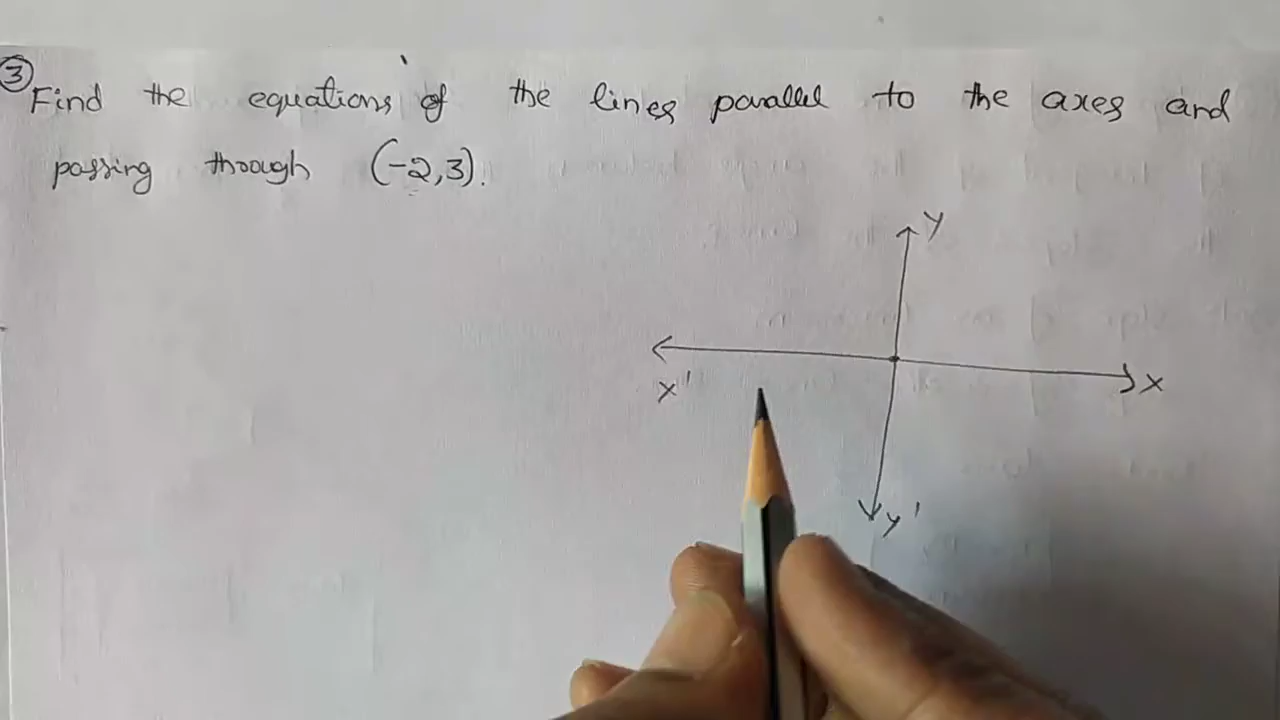 ③ Find the equations of the lines parallel to the axes and
passing through (-2,3).
y
x' x
y'